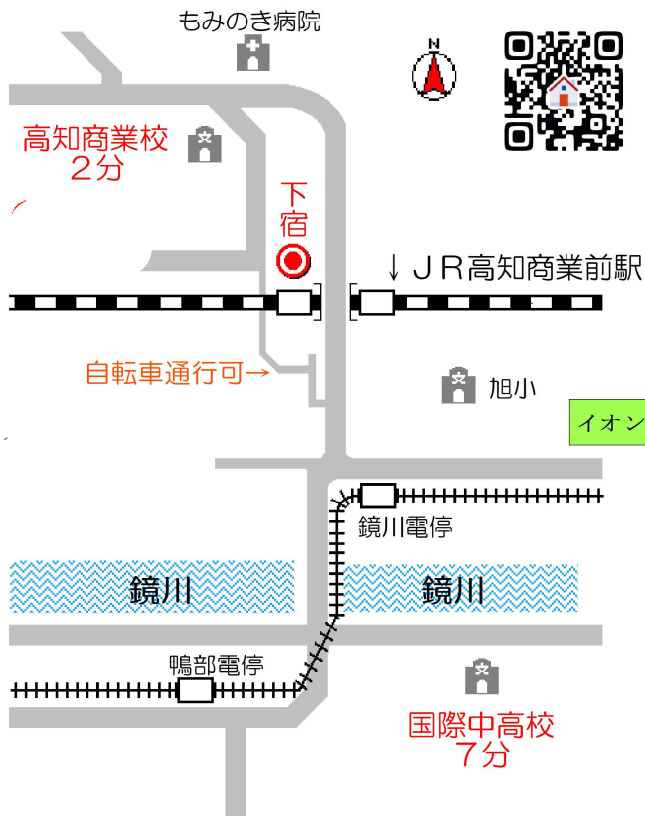 もみのき病院
N
高知商業校
2分
下
宿
↓ JR高知商業前駅
自転車通行可→
旭小
イオン
鏡川電停
鏡川
鏡川
鴨部電停
国際中高校
7分